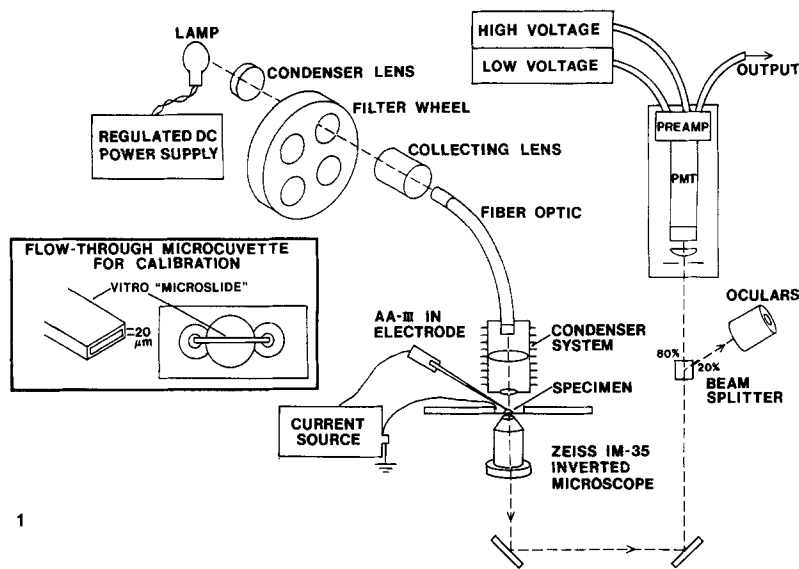 LAMP
CONDENSER LENS
FILTER WHEEL
REGULATED DC
POWER SUPPLY
COLLECTING LENS
FIBER OPTIC
HIGH VOLTAGE
LOW VOLTAGE
OUTPUT
PREAMP
PMT
FLOW-THROUGH MICROCUVETTE
FOR CALIBRATION
VITRO "MICROSLIDE"
20
μm
AA-III IN
ELECTRODE
CONDENSER
SYSTEM
SPECIMEN
CURRENT
SOURCE
ZEISS IM-35
INVERTED
MICROSCOPE
OCULARS
80%
20%
BEAM
SPLITTER
1